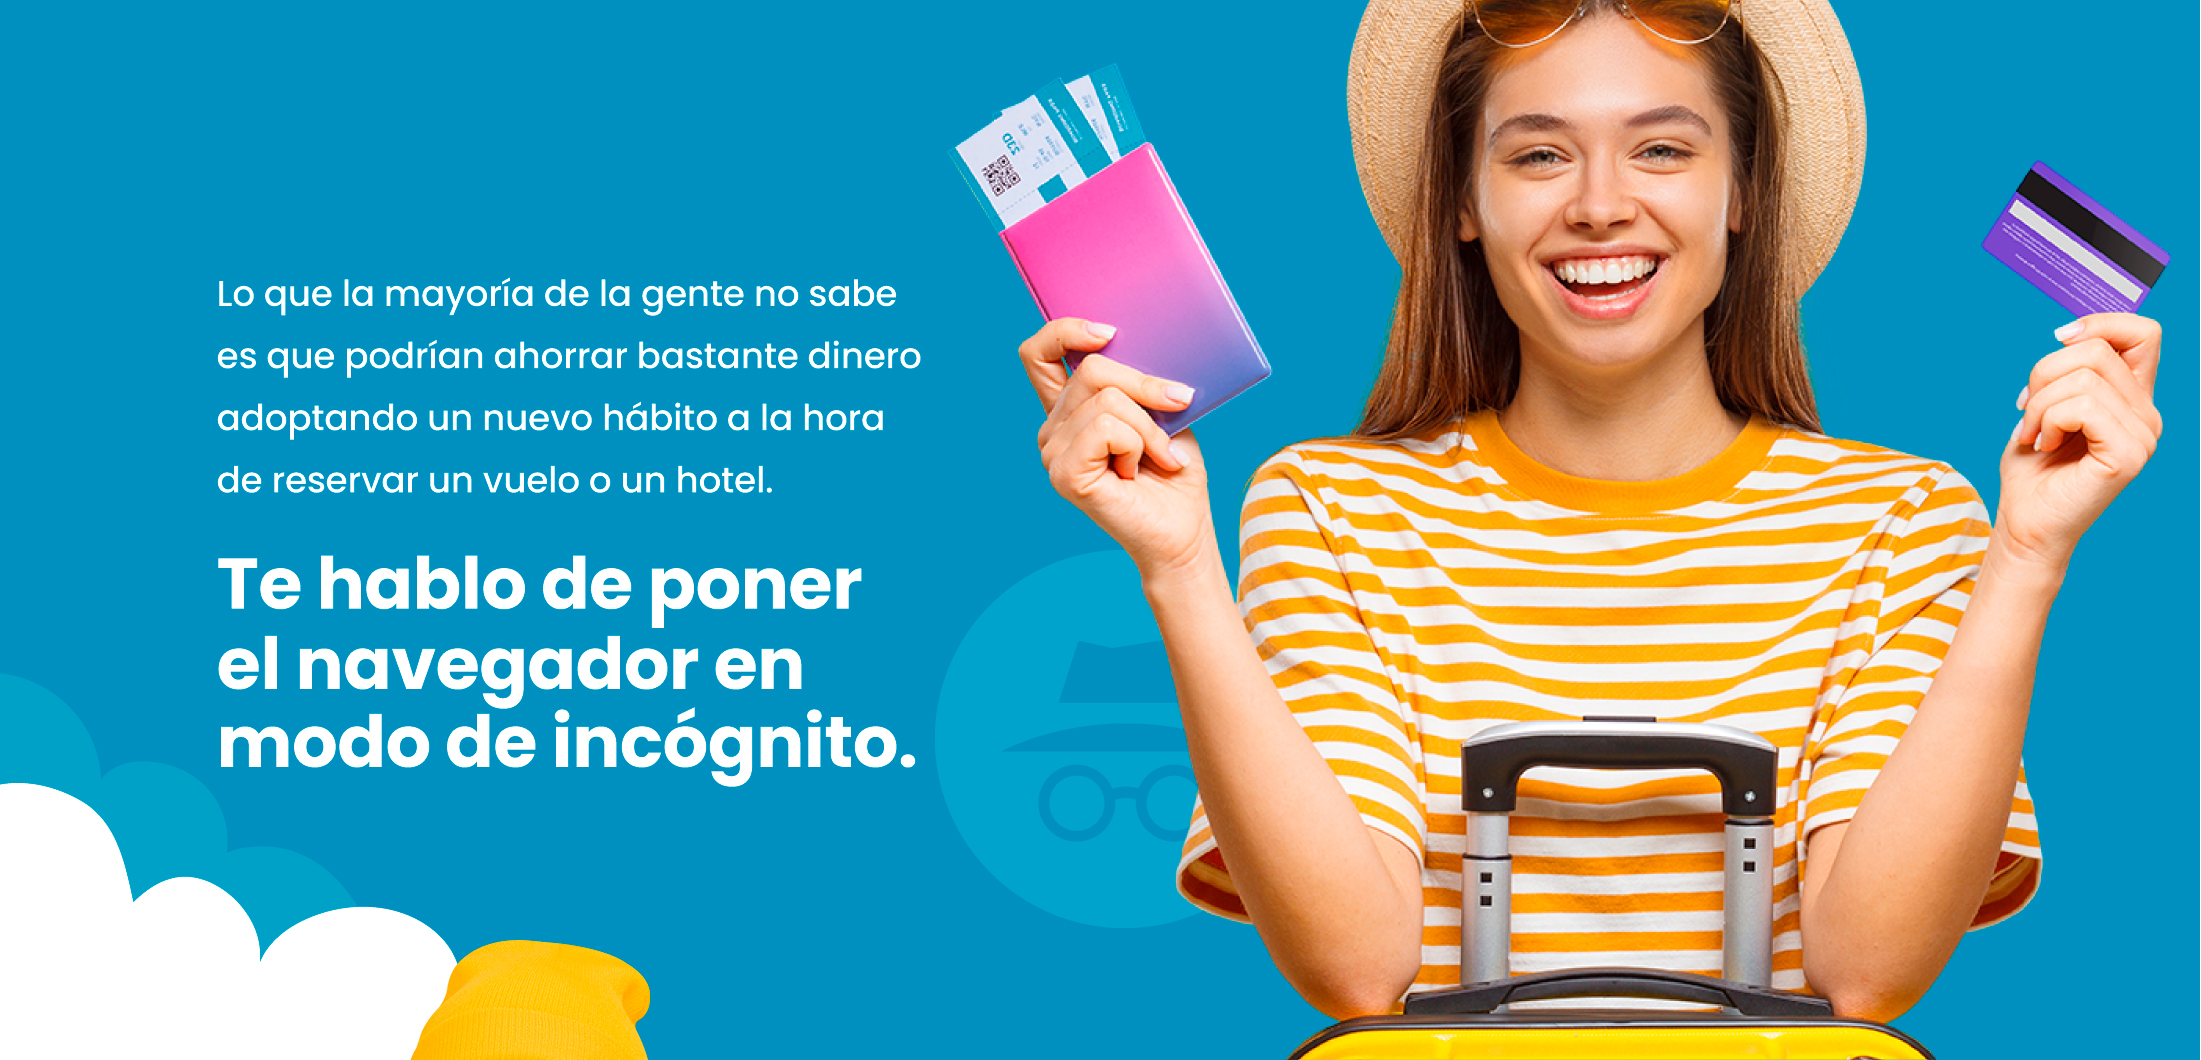 Lo que la mayoría de la gente no sabe
es que podrían ahorrar bastante dinero
adoptando un nuevo hábito a la hora
de reservar un vuelo o un hotel.
Te hablo de poner
el navegador en
modo de incógnito.
33D